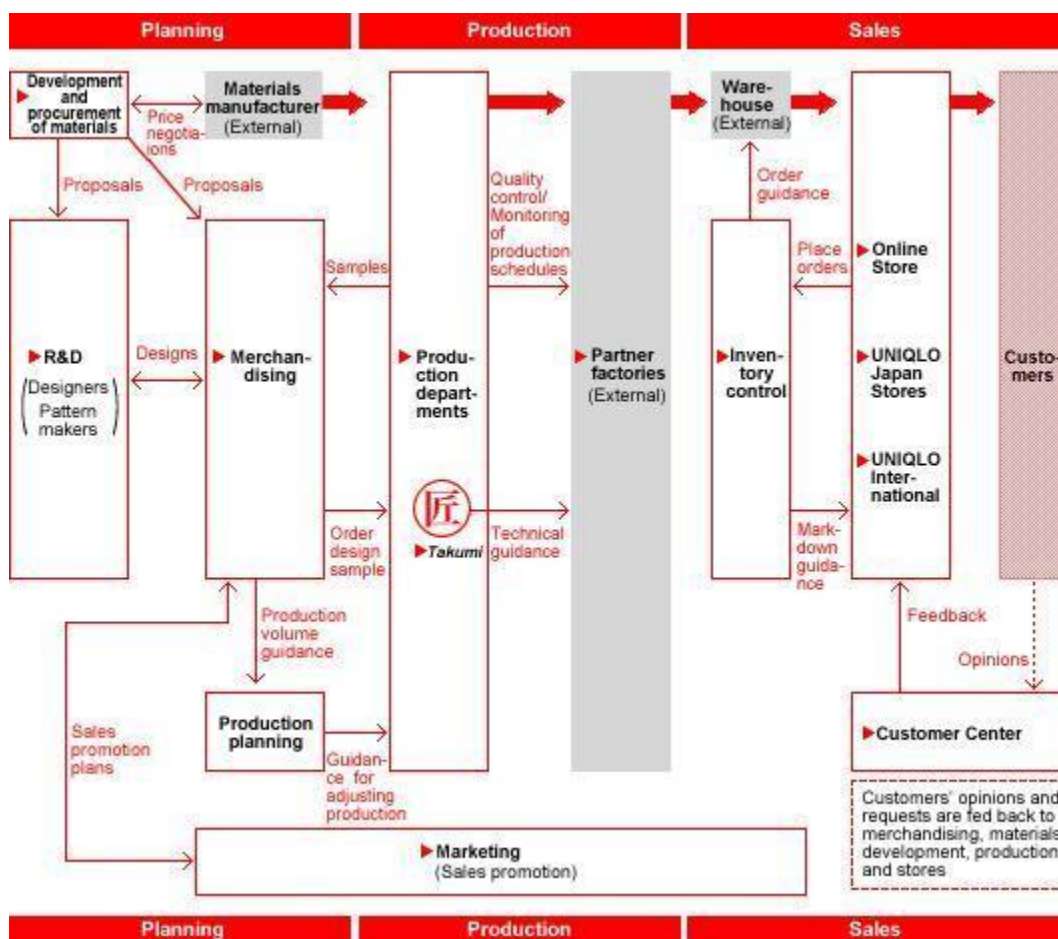 Planning
Production
Sales
Development
and
procurement
of materials
Price
negotia-
ions
Materials
manufacturer
(External)
Ware-
house
(External)
Proposals
Proposals
Quality
control/
Monitoring
of
production
schedules
Order
guidance
Samples
Place
orders
Online
Store
R&D
(Designers
Pattern
makers)
Designs
Merchan-
dising
Produ-
ction
depart-
ments
Partner
factories
(External)
Inven-
tory
control
UNIQLO
Japan
Stores
Custo-
mers
UNIQLO
Inter-
national
匠
Takumi
Order
design
sample
Technical
guidance
Mark-
down
guida-
nce
Production
volume
guidance
Feedback
Opinions
Sales
promotion
plans
Production
planning
Guidan-
ce for
adjusting
production
Customer Center
Customers' opinions and
requests are fed back to
merchandising, materials
development, production
and stores
Marketing
(Sales promotion)
Planning
Production
Sales